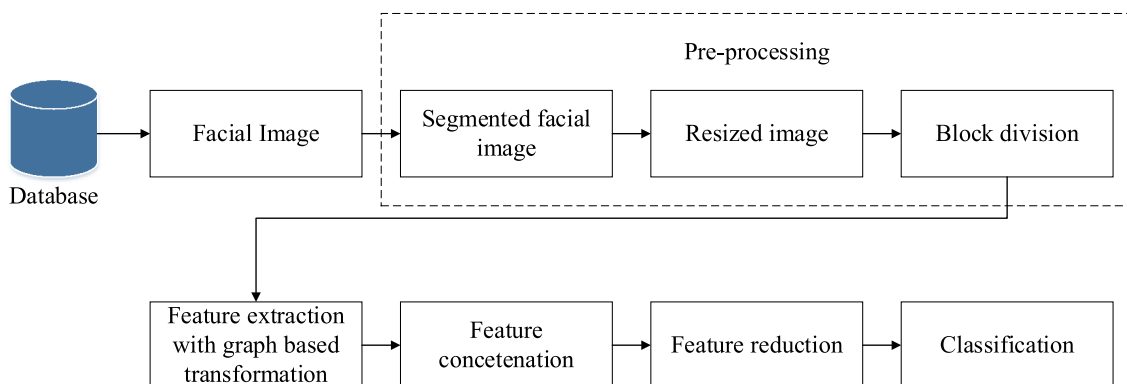 Pre-processing
Database
Facial Image
Segmented facial
image
Resized image
Block division
Feature extraction
with graph based
transformation
Feature
concetenation
Feature reduction
Classification